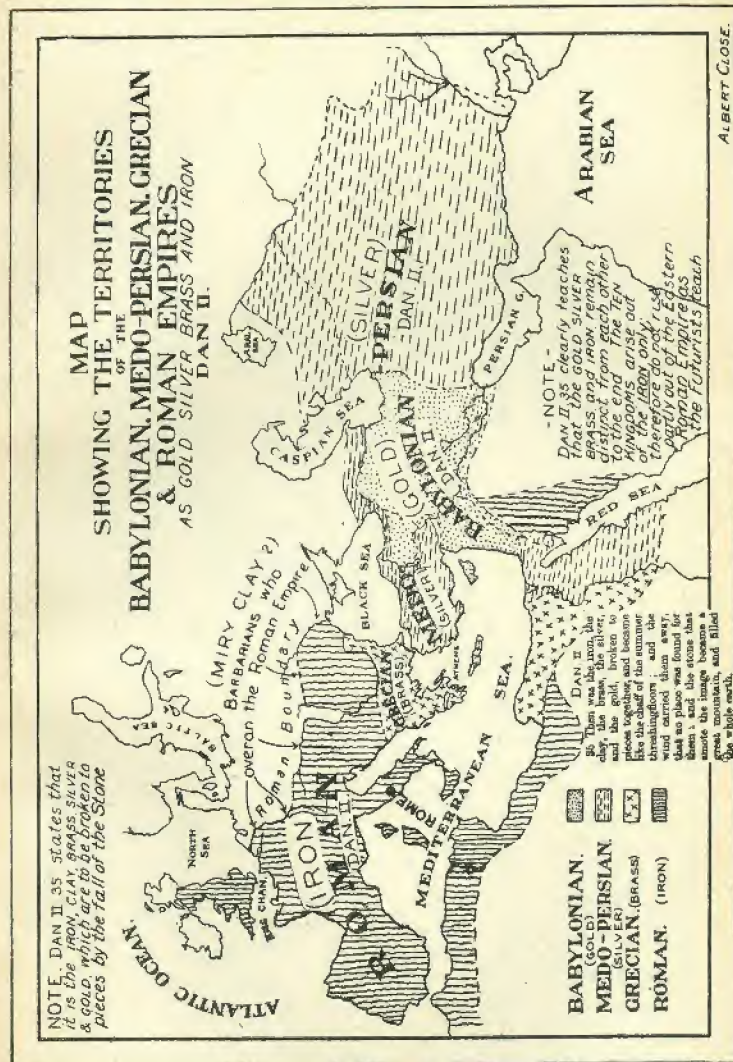 MAP
SHOWING THE TERRITORIES
OF THE
BABYLONIAN, MEDO-PERSIAN, GRECIAN
& ROMAN EMPIRES
AS GOLD SILVER BRASS AND IRON
DAN II.
NOTE. DAN II 35 states that
it is the IRON, CLAY, BRASS, SILVER
& GOLD, which are to be broken to
pieces by the fall of the Stone
ATLANTIC OCEAN.
NORTH
SEA
BALTIC SEA
ENG CHAN.
(MIRY CLAY ?)
BARBARIANS who
overan the Roman Empire
Roman Boundary
(IRON)
ROMAN
DAN II
ROME
MEDITERRANEAN
SEA.
GRECIAN
(BRASS)
ATHENS
BLACK SEA
MEDO
(SILVER)
CASPIAN SEA
ARAL
SEA
(GOLD)
BABYLONIAN
DAN II
(SILVER)
PERSIAN
DAN II.
PERSIAN G.
RED SEA
ARABIAN
SEA
-NOTE-
DAN II, 35 clearly teaches
that the GOLD SILVER
BRASS and IRON remain
distinct from each other
to the end The TEN
KINGDOMS arise out
of the IRON only,
therefore do not rise
partly out of the Eastern
Roman Empire as
the Futurists teach
DAN. II
35 Then was the iron, the
clay, the brass, the silver,
and the gold, broken to
pieces together, and became
like the chaff of the summer
threshingfloors; and the
wind carried them away,
that no place was found for
them; and the stone that
smote the image became a
great mountain, and filled
the whole earth.
BABYLONIAN.
(GOLD)
MEDO-PERSIAN.
(SILVER)
GRECIAN. (BRASS)
ROMAN. (IRON)
ALBERT CLOSE.